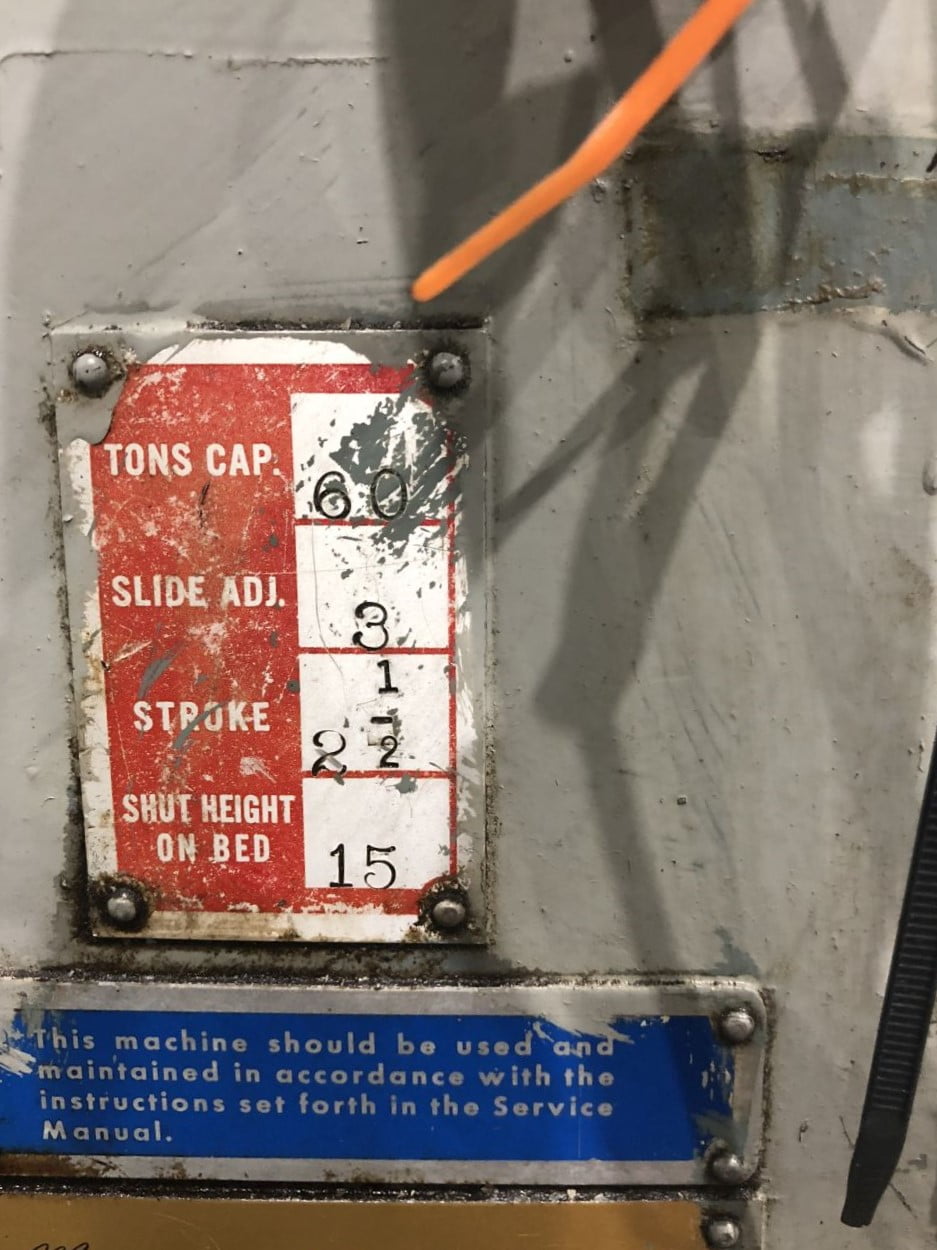 TONS CAP. 60
SLIDE ADJ. 3
STROKE 2 1/2
SHUT HEIGHT
ON BED 15
This machine should be used and
maintained in accordance with the
instructions set forth in the Service
Manual.